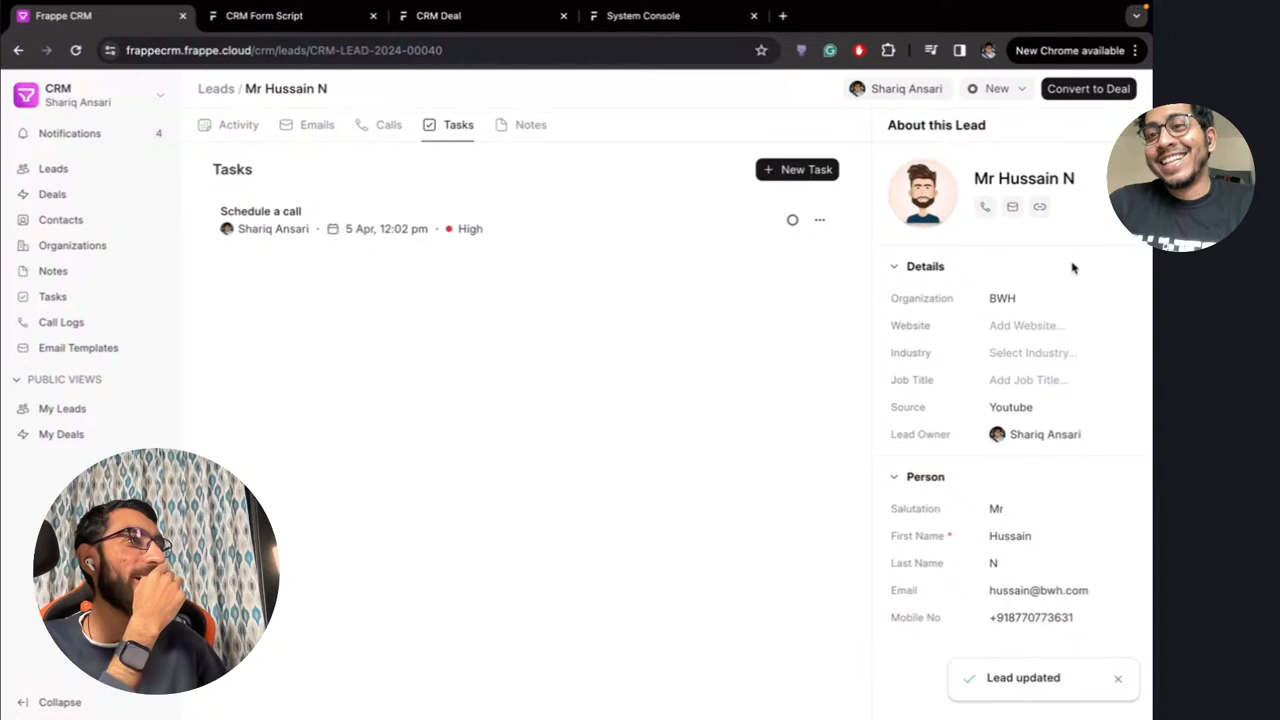 Frappe CRM
CRM Form Script
CRM Deal
System Console
frappecrm.frappe.cloud/crm/leads/CRM-LEAD-2024-00040
New Chrome available
CRM
Shariq Ansari
Leads / Mr Hussain N
Shariq Ansari
New
Convert to Deal
Notifications
4
Activity
Emails
Calls
Tasks
Notes
About this Lead
Leads
Deals
Contacts
Organizations
Notes
Tasks
Call Logs
Email Templates
PUBLIC VIEWS
My Leads
My Deals
Collapse
Tasks
New Task
Schedule a call
Shariq Ansari · 5 Apr, 12:02 pm · High
Mr Hussain N
Details
Organization BWH
Website Add Website...
Industry Select Industry...
Job Title Add Job Title...
Source Youtube
Lead Owner Shariq Ansari
Person
Salutation Mr
First Name * Hussain
Last Name N
Email hussain@bwh.com
Mobile No +918770773631
Lead updated